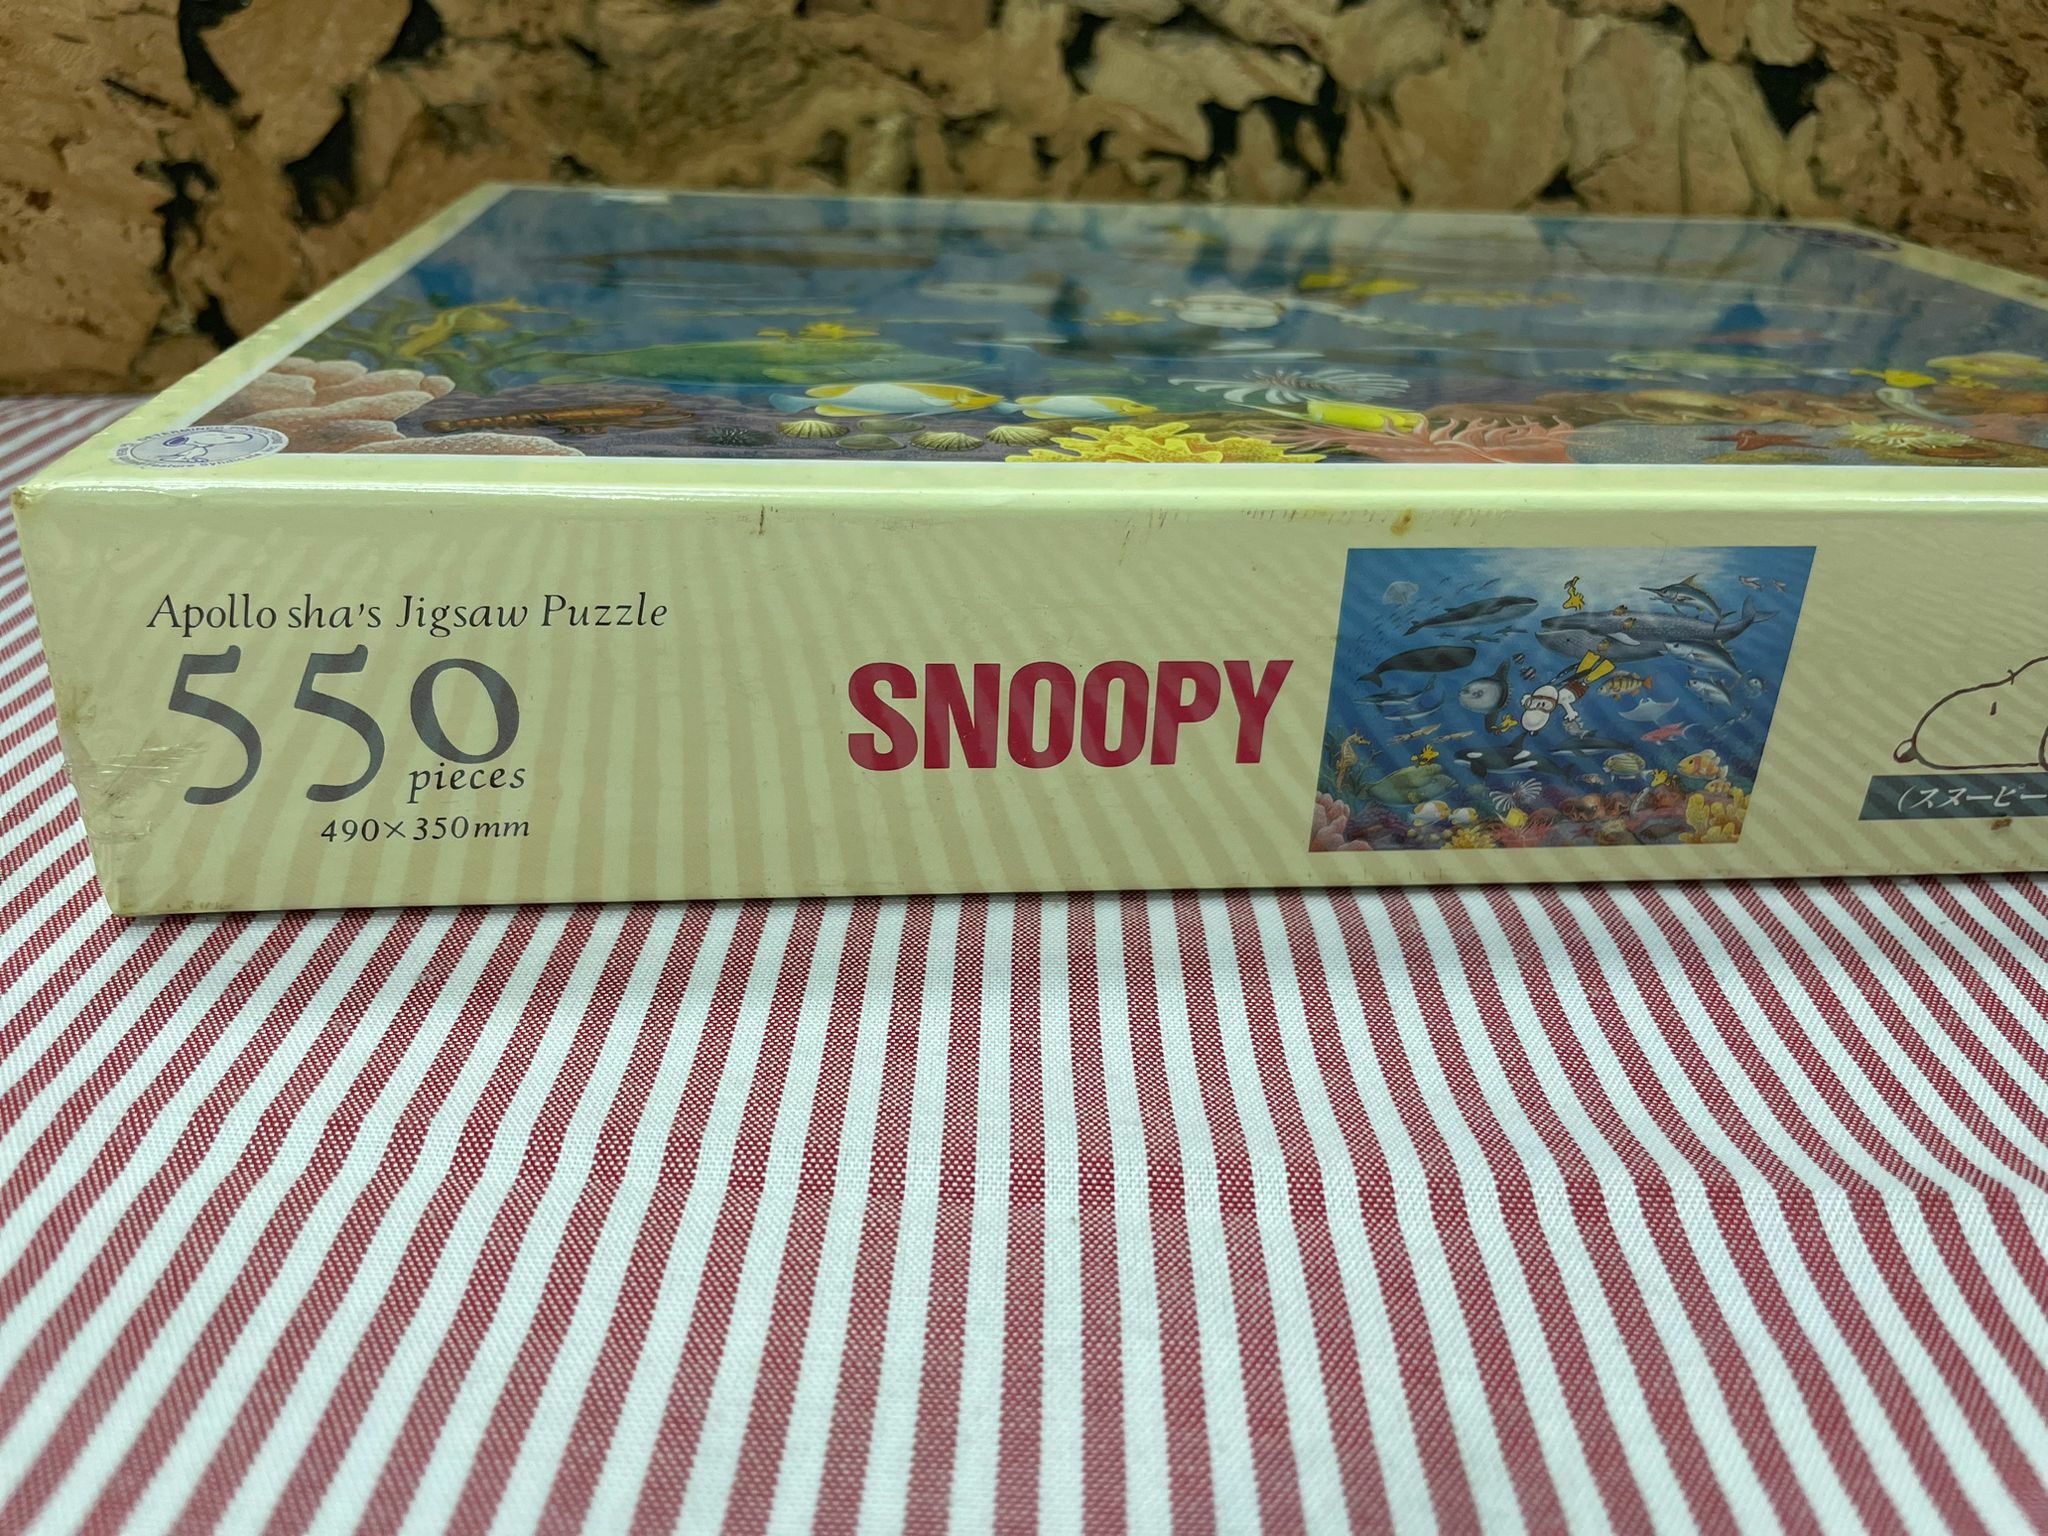 Apollo sha's Jigsaw Puzzle
550
pieces
490×350mm
SNOOPY
(スヌーピー